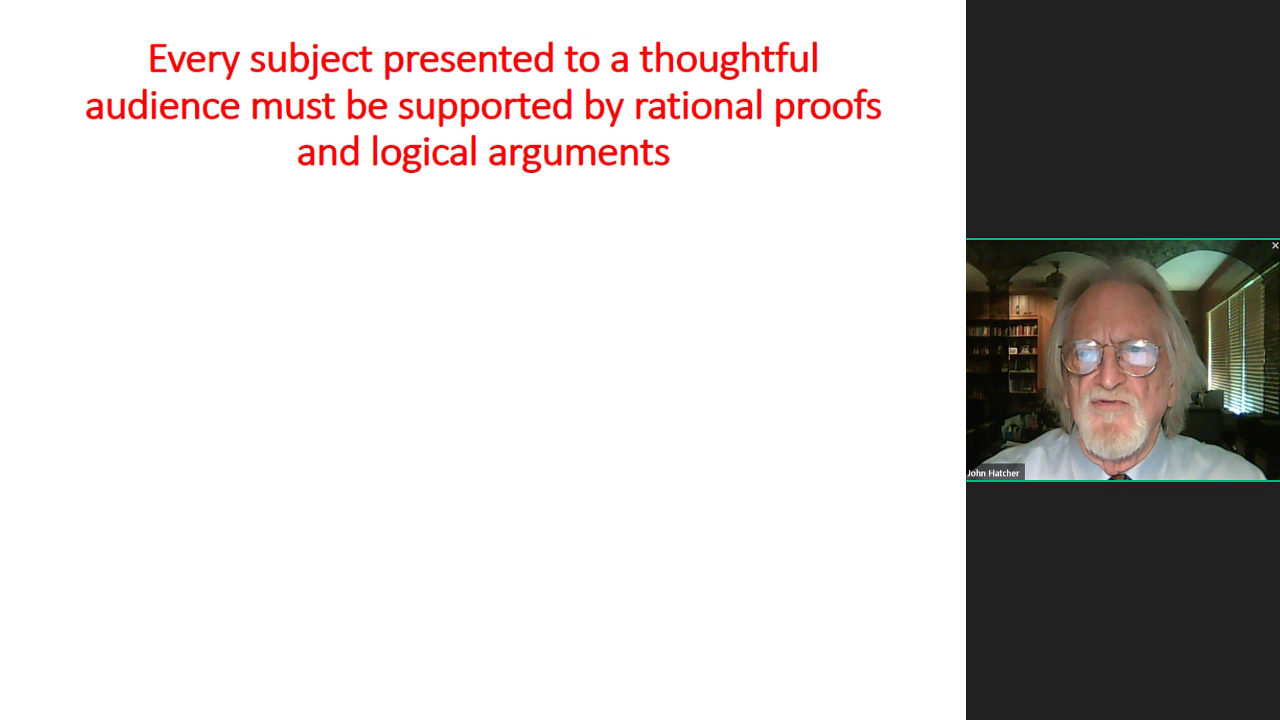 Every subject presented to a thoughtful
audience must be supported by rational proofs
and logical arguments
John Hatcher